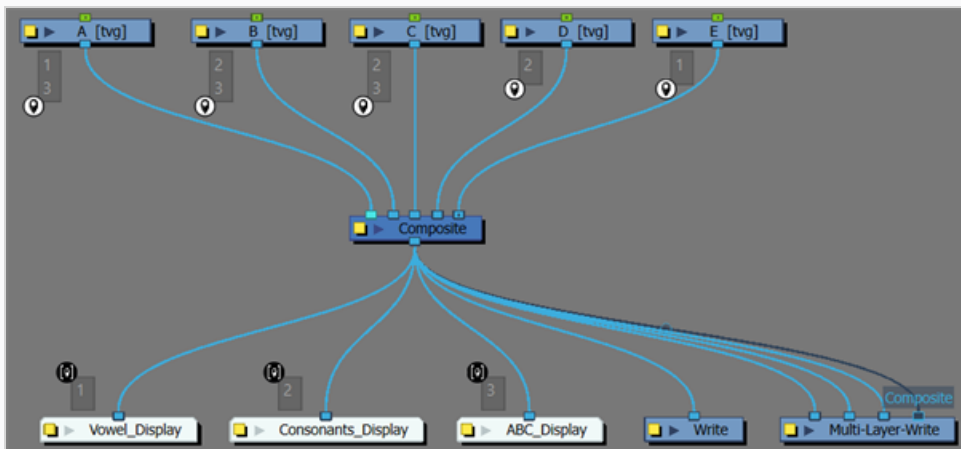 A [tvg]
B [tvg]
C [tvg]
D [tvg]
E [tvg]
1
3
2
3
2
3
2
1
Composite
1
2
3
Composite
Vowel_Display
Consonants_Display
ABC_Display
Write
Multi-Layer-Write